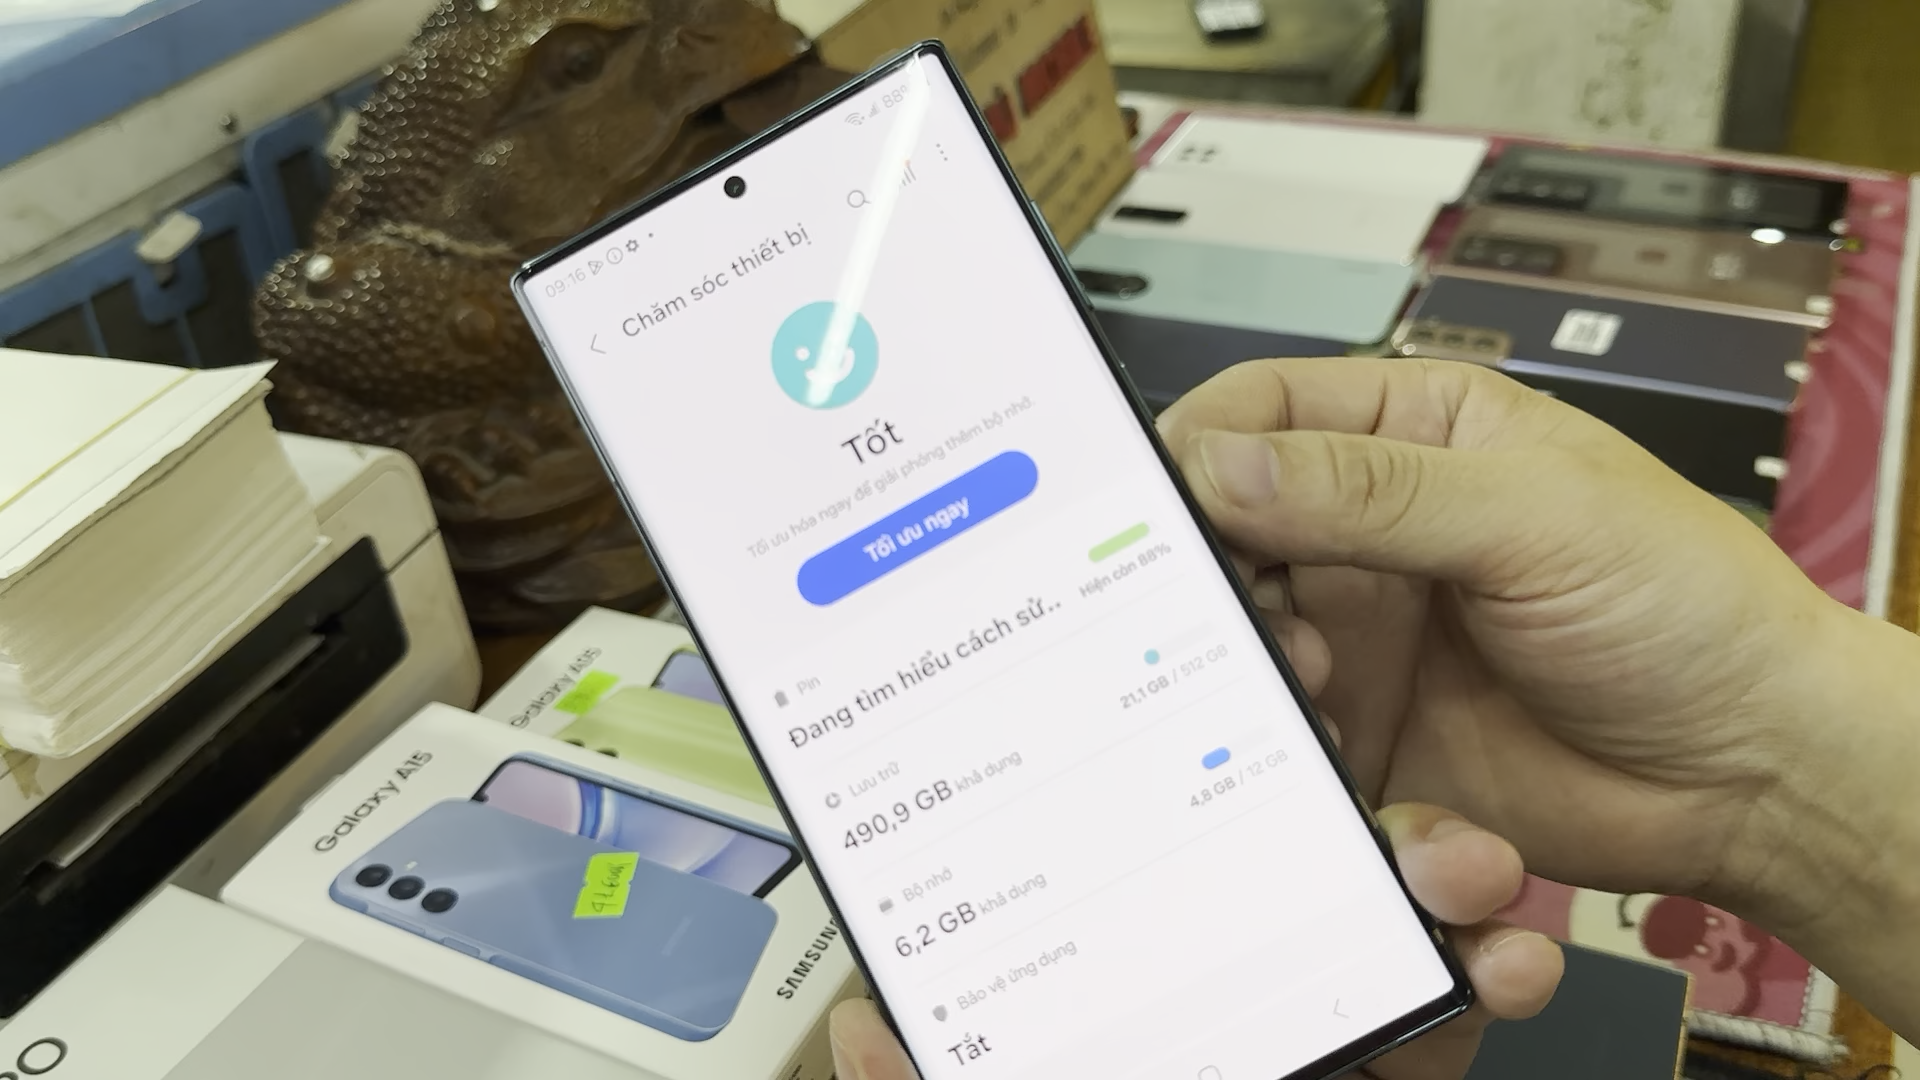 09:16
88%
Chăm sóc thiết bị
Tốt
Tối ưu hóa ngay để giải phóng thêm bộ nhớ.
Tối ưu ngay
Pin
Đang tìm hiểu cách sử..
Hiện còn 88%
Lưu trữ
490,9 GB khả dụng
21,1 GB / 512 GB
Bộ nhớ
6,2 GB khả dụng
4,8 GB / 12 GB
Bảo vệ ứng dụng
Tắt
Galaxy A05
Galaxy A15
SAMSUN